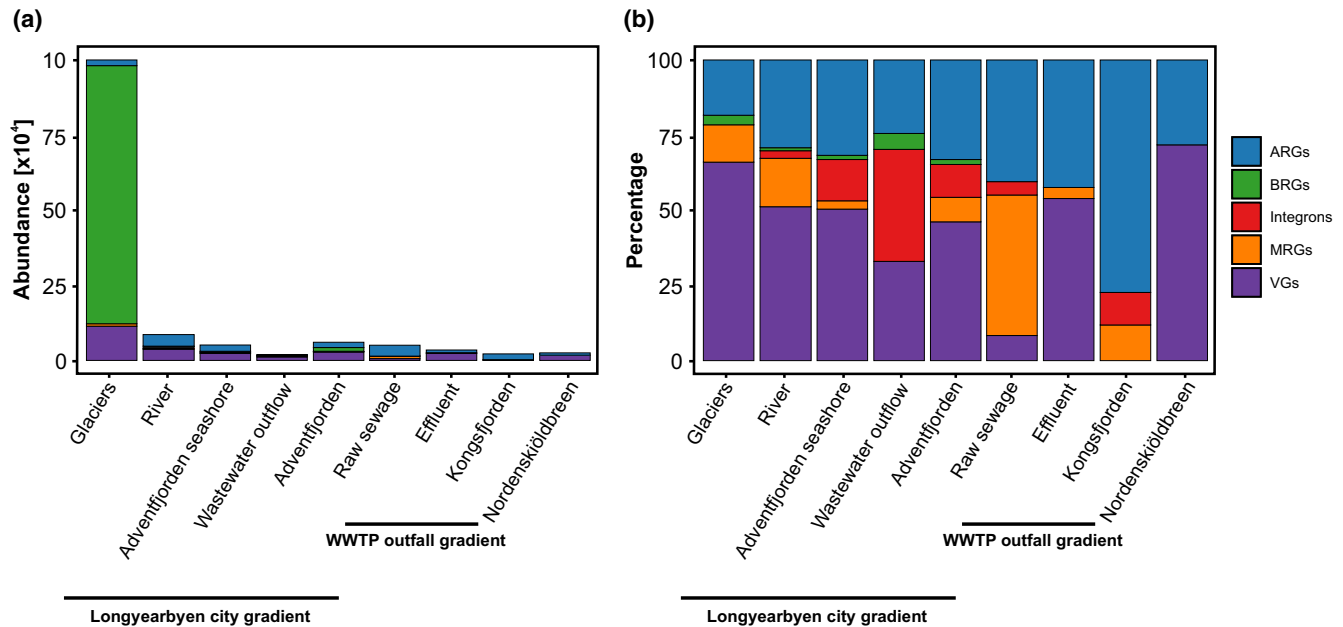 (a)
Abundance [x10⁴]
10
75
50
25
0
Glaciers
River
Adventfjorden seashore
Wastewater outflow
Adventfjorden
Raw sewage
Effluent
Kongsfjorden
Nordenskiöldbreen
WWTP outfall gradient
Longyearbyen city gradient
(b)
Percentage
100
75
50
25
0
Glaciers
River
Adventfjorden seashore
Wastewater outflow
Adventfjorden
Raw sewage
Effluent
Kongsfjorden
Nordenskiöldbreen
WWTP outfall gradient
Longyearbyen city gradient
ARGs
BRGs
Integrons
MRGs
VGs